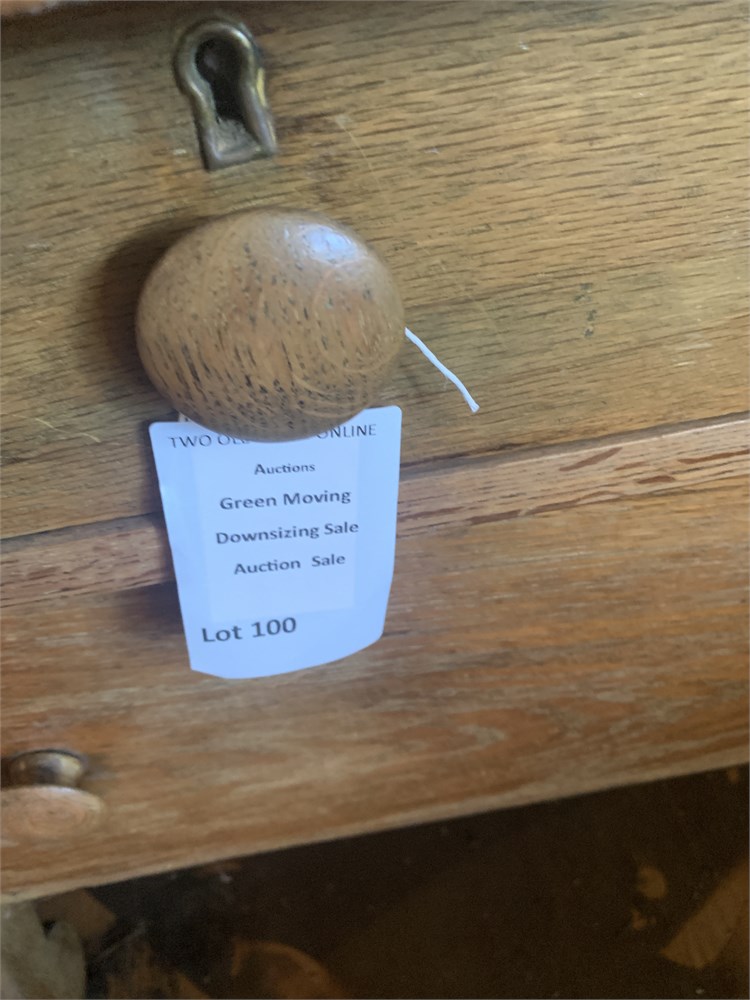 TWO ONLINE
Auctions
Green Moving
Downsizing Sale
Auction Sale
Lot 100